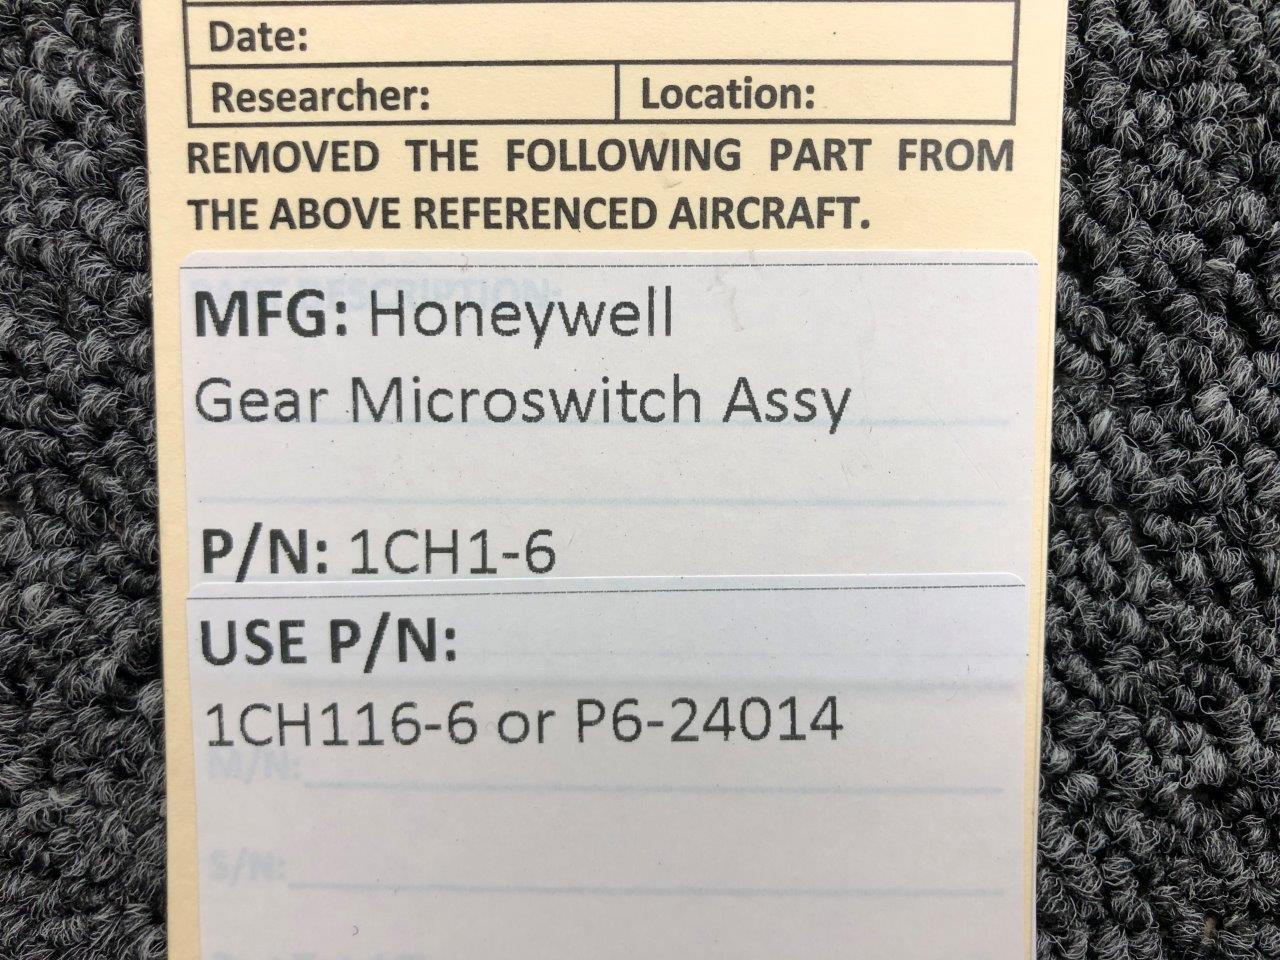 Date:
Researcher:
Location:
REMOVED THE FOLLOWING PART FROM
THE ABOVE REFERENCED AIRCRAFT.
DESCRIPTION:
MFG: Honeywell
Gear Microswitch Assy
P/N: 1CH1-6
USE P/N:
1CH116-6 or P6-24014
M/N:
S/N: